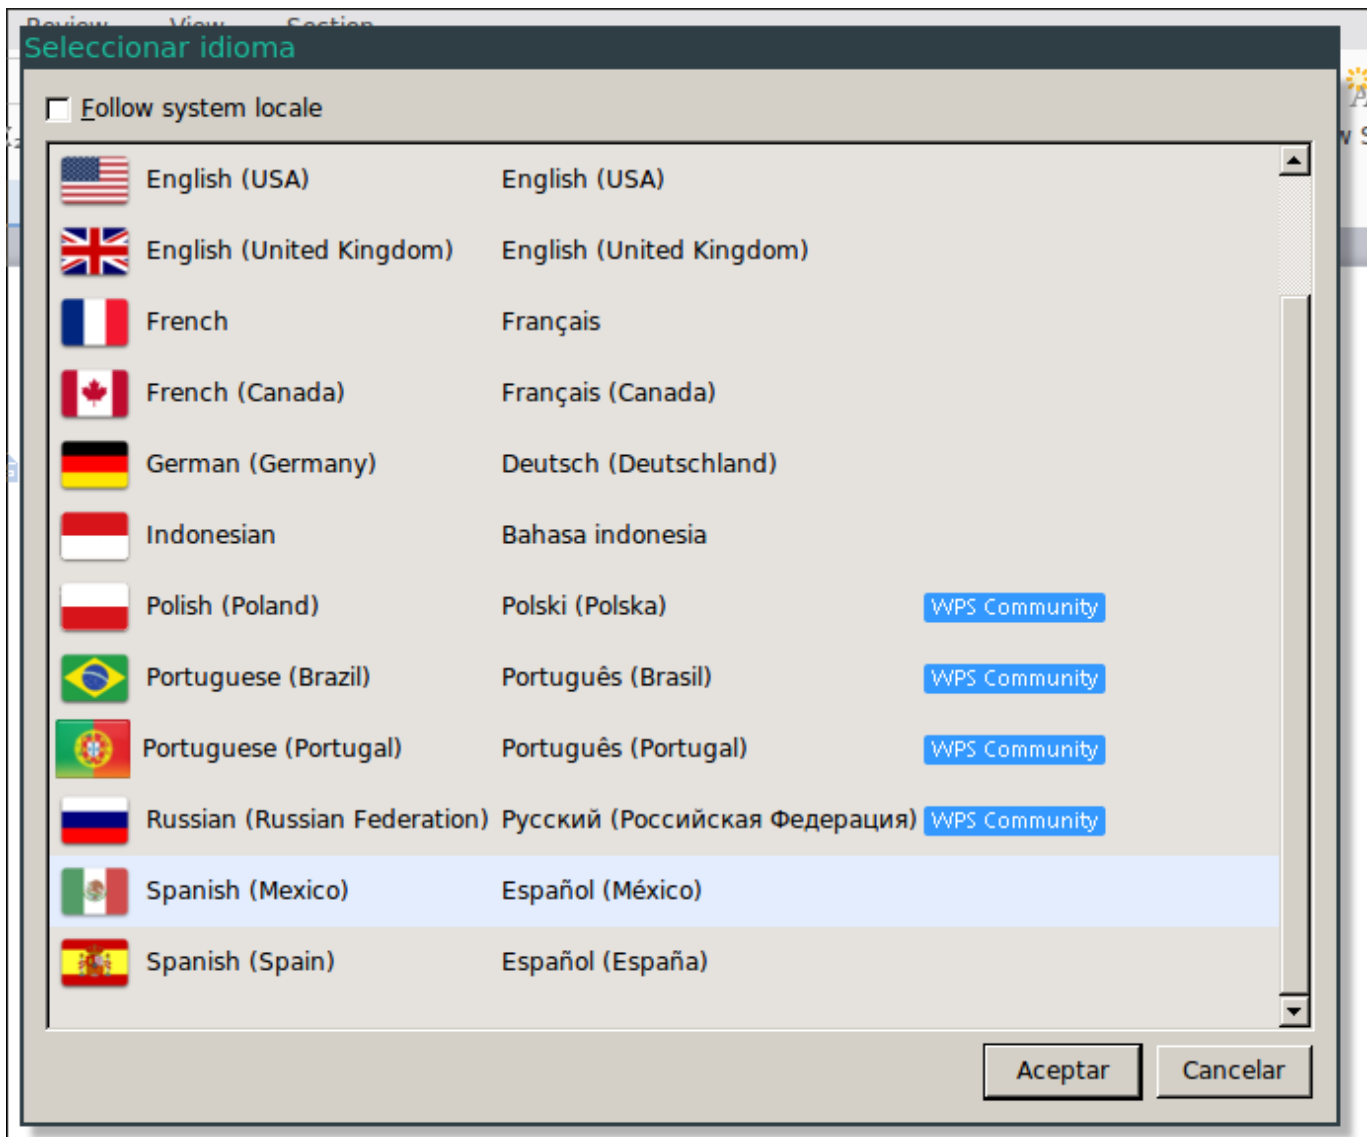 Review View Section
Seleccionar idioma
Follow system locale
English (USA) English (USA)
English (United Kingdom) English (United Kingdom)
French Français
French (Canada) Français (Canada)
German (Germany) Deutsch (Deutschland)
Indonesian Bahasa indonesia
Polish (Poland) Polski (Polska) WPS Community
Portuguese (Brazil) Português (Brasil) WPS Community
Portuguese (Portugal) Português (Portugal) WPS Community
Russian (Russian Federation) Русский (Российская Федерация) WPS Community
Spanish (Mexico) Español (México)
Spanish (Spain) Español (España)
Aceptar Cancelar